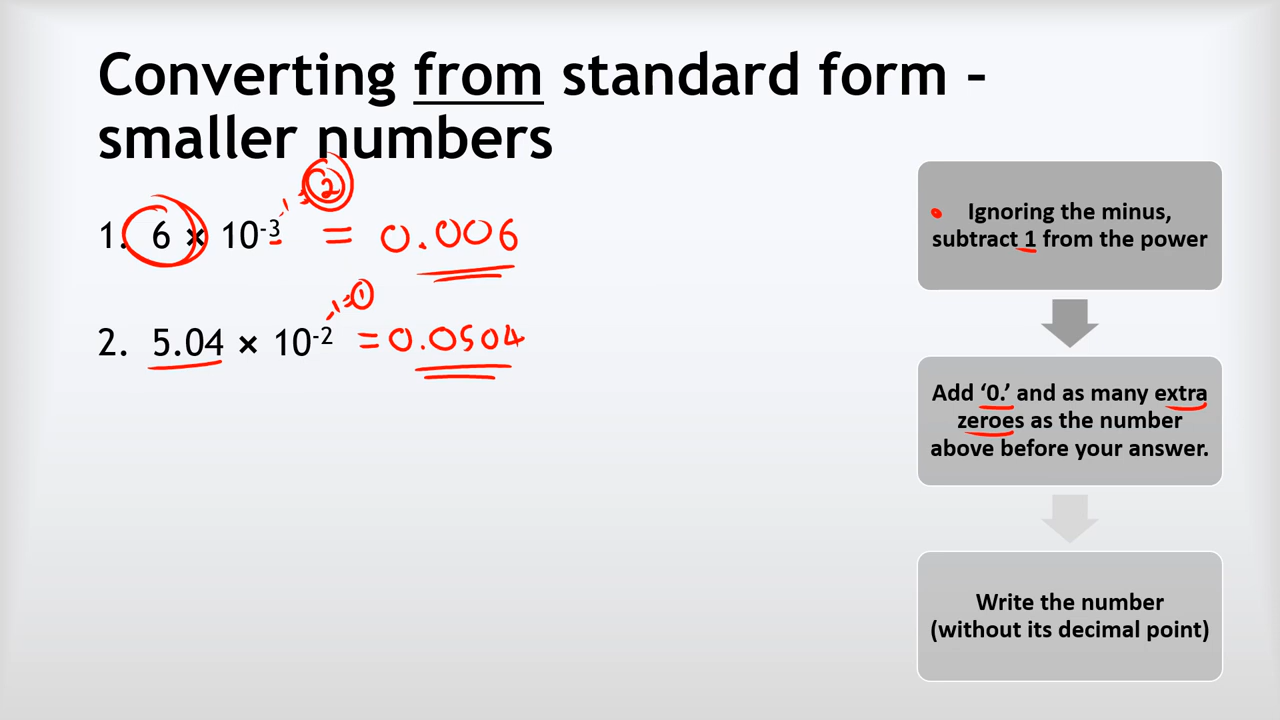 Converting from standard form –
smaller numbers
1. 6 × 10⁻³ -1 = 2 = 0.006
2. 5.04 × 10⁻² -1 = 1 = 0.0504
Ignoring the minus,
subtract 1 from the power
Add ‘0.’ and as many extra
zeroes as the number
above before your answer.
Write the number
(without its decimal point)